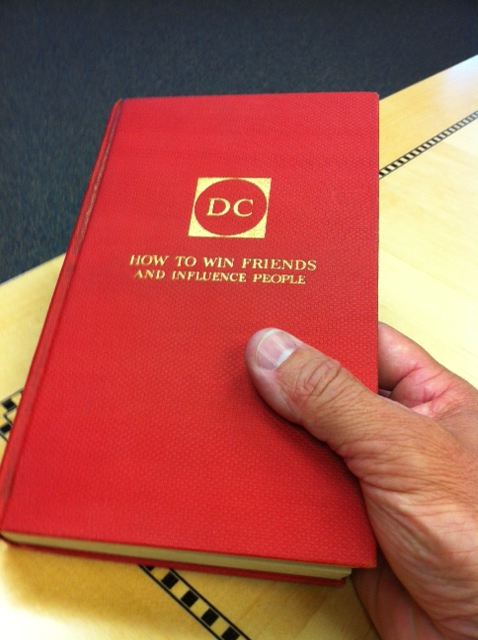 DC
HOW TO WIN FRIENDS
AND INFLUENCE PEOPLE